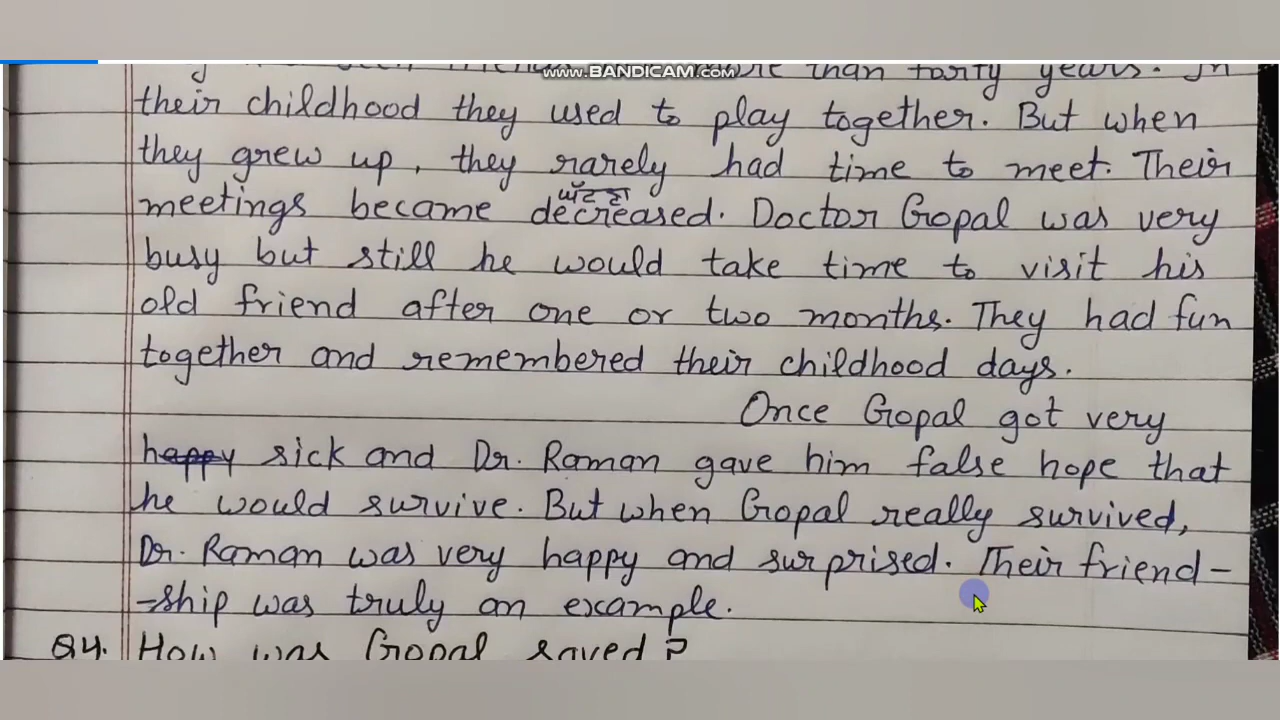 www.BANDICAM.com
than forty years. In
their childhood they used to play together. But when
they grew up, they rarely had time to meet. Their
meetings became decreased. Doctor Gopal was very
busy but still he would take time to visit his
old friend after one or two months. They had fun
together and remembered their childhood days.
Once Gopal got very
happy sick and Dr. Raman gave him false hope that
he would survive. But when Gopal really survived,
Dr. Raman was very happy and surprised. Their friend-
-ship was truly an example.
Q4. How was Gopal saved?